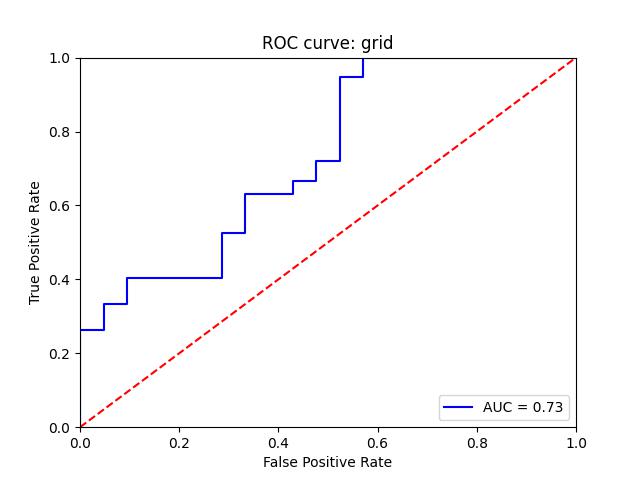 ROC curve: grid
1.0
0.8
0.6
0.4
0.2
0.0
True Positive Rate
AUC = 0.73
0.0 0.2 0.4 0.6 0.8 1.0
False Positive Rate